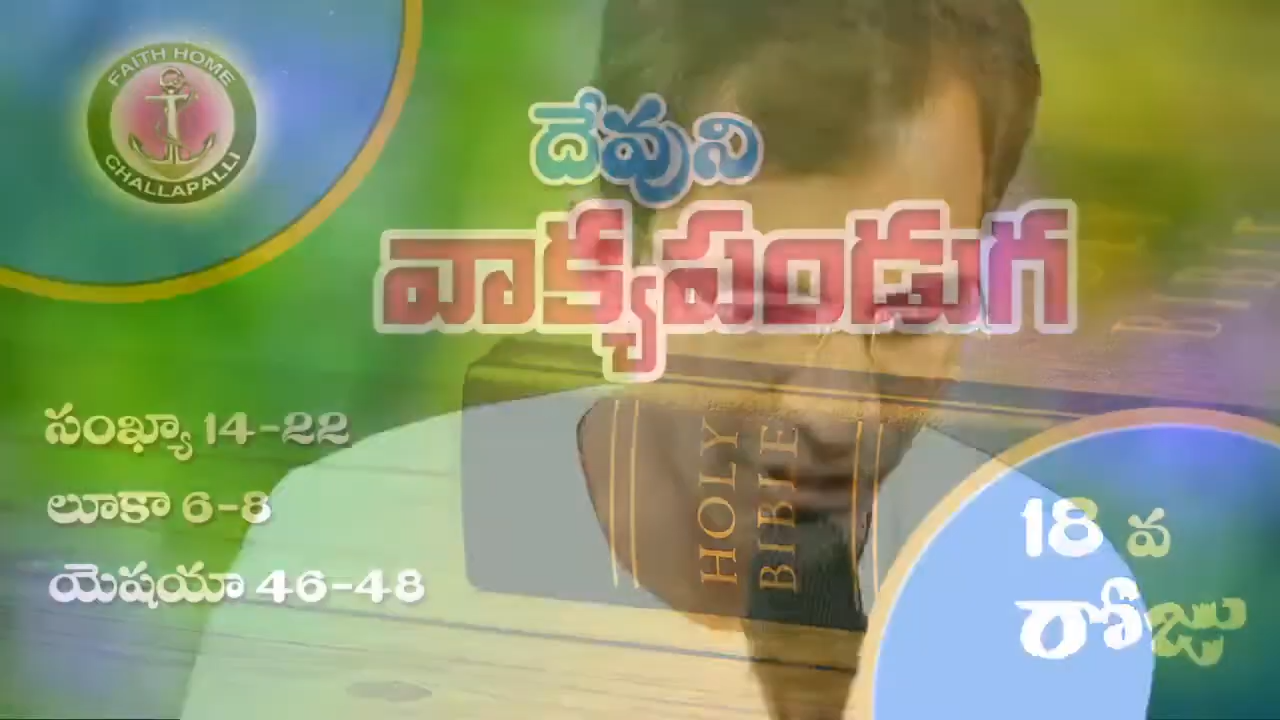 FAITH HOME
CHALLAPALLI
దేవుని
వాక్యపండుగ
సంఖ్యా 14-22
లూకా 6-8
యెషయా 46-48
HOLY
BIBLE
18 వ
రోజు